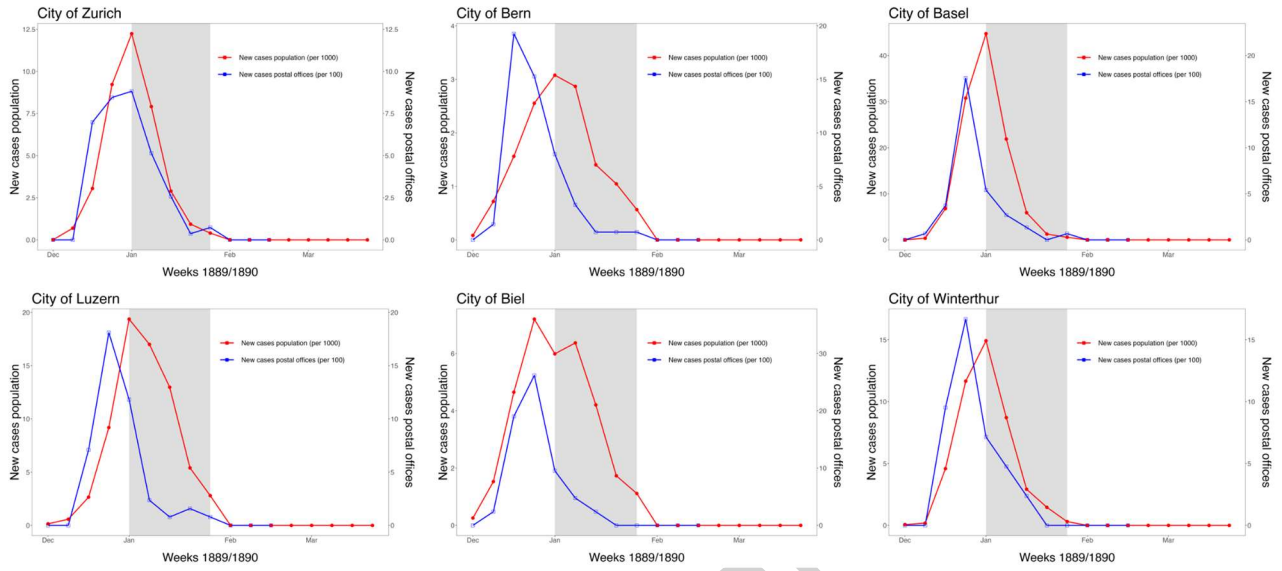 City of Zurich
12.5
10.0
7.5
5.0
2.5
0.0
New cases population
12.5
10.0
7.5
5.0
2.5
0.0
New cases postal offices
New cases population (per 1000)
New cases postal offices (per 100)
Dec Jan Feb Mar
Weeks 1889/1890
City of Bern
4
3
2
1
0
New cases population
20
15
10
5
0
New cases postal offices
New cases population (per 1000)
New cases postal offices (per 100)
Dec Jan Feb Mar
Weeks 1889/1890
City of Basel
40
30
20
10
0
New cases population
20
15
10
5
0
New cases postal offices
New cases population (per 1000)
New cases postal offices (per 100)
Dec Jan Feb Mar
Weeks 1889/1890
City of Luzern
20
15
10
5
0
New cases population
20
15
10
5
0
New cases postal offices
New cases population (per 1000)
New cases postal offices (per 100)
Dec Jan Feb Mar
Weeks 1889/1890
City of Biel
6
4
2
0
New cases population
30
20
10
0
New cases postal offices
New cases population (per 1000)
New cases postal offices (per 100)
Dec Jan Feb Mar
Weeks 1889/1890
City of Winterthur
15
10
5
0
New cases population
15
10
5
0
New cases postal offices
New cases population (per 1000)
New cases postal offices (per 100)
Dec Jan Feb Mar
Weeks 1889/1890